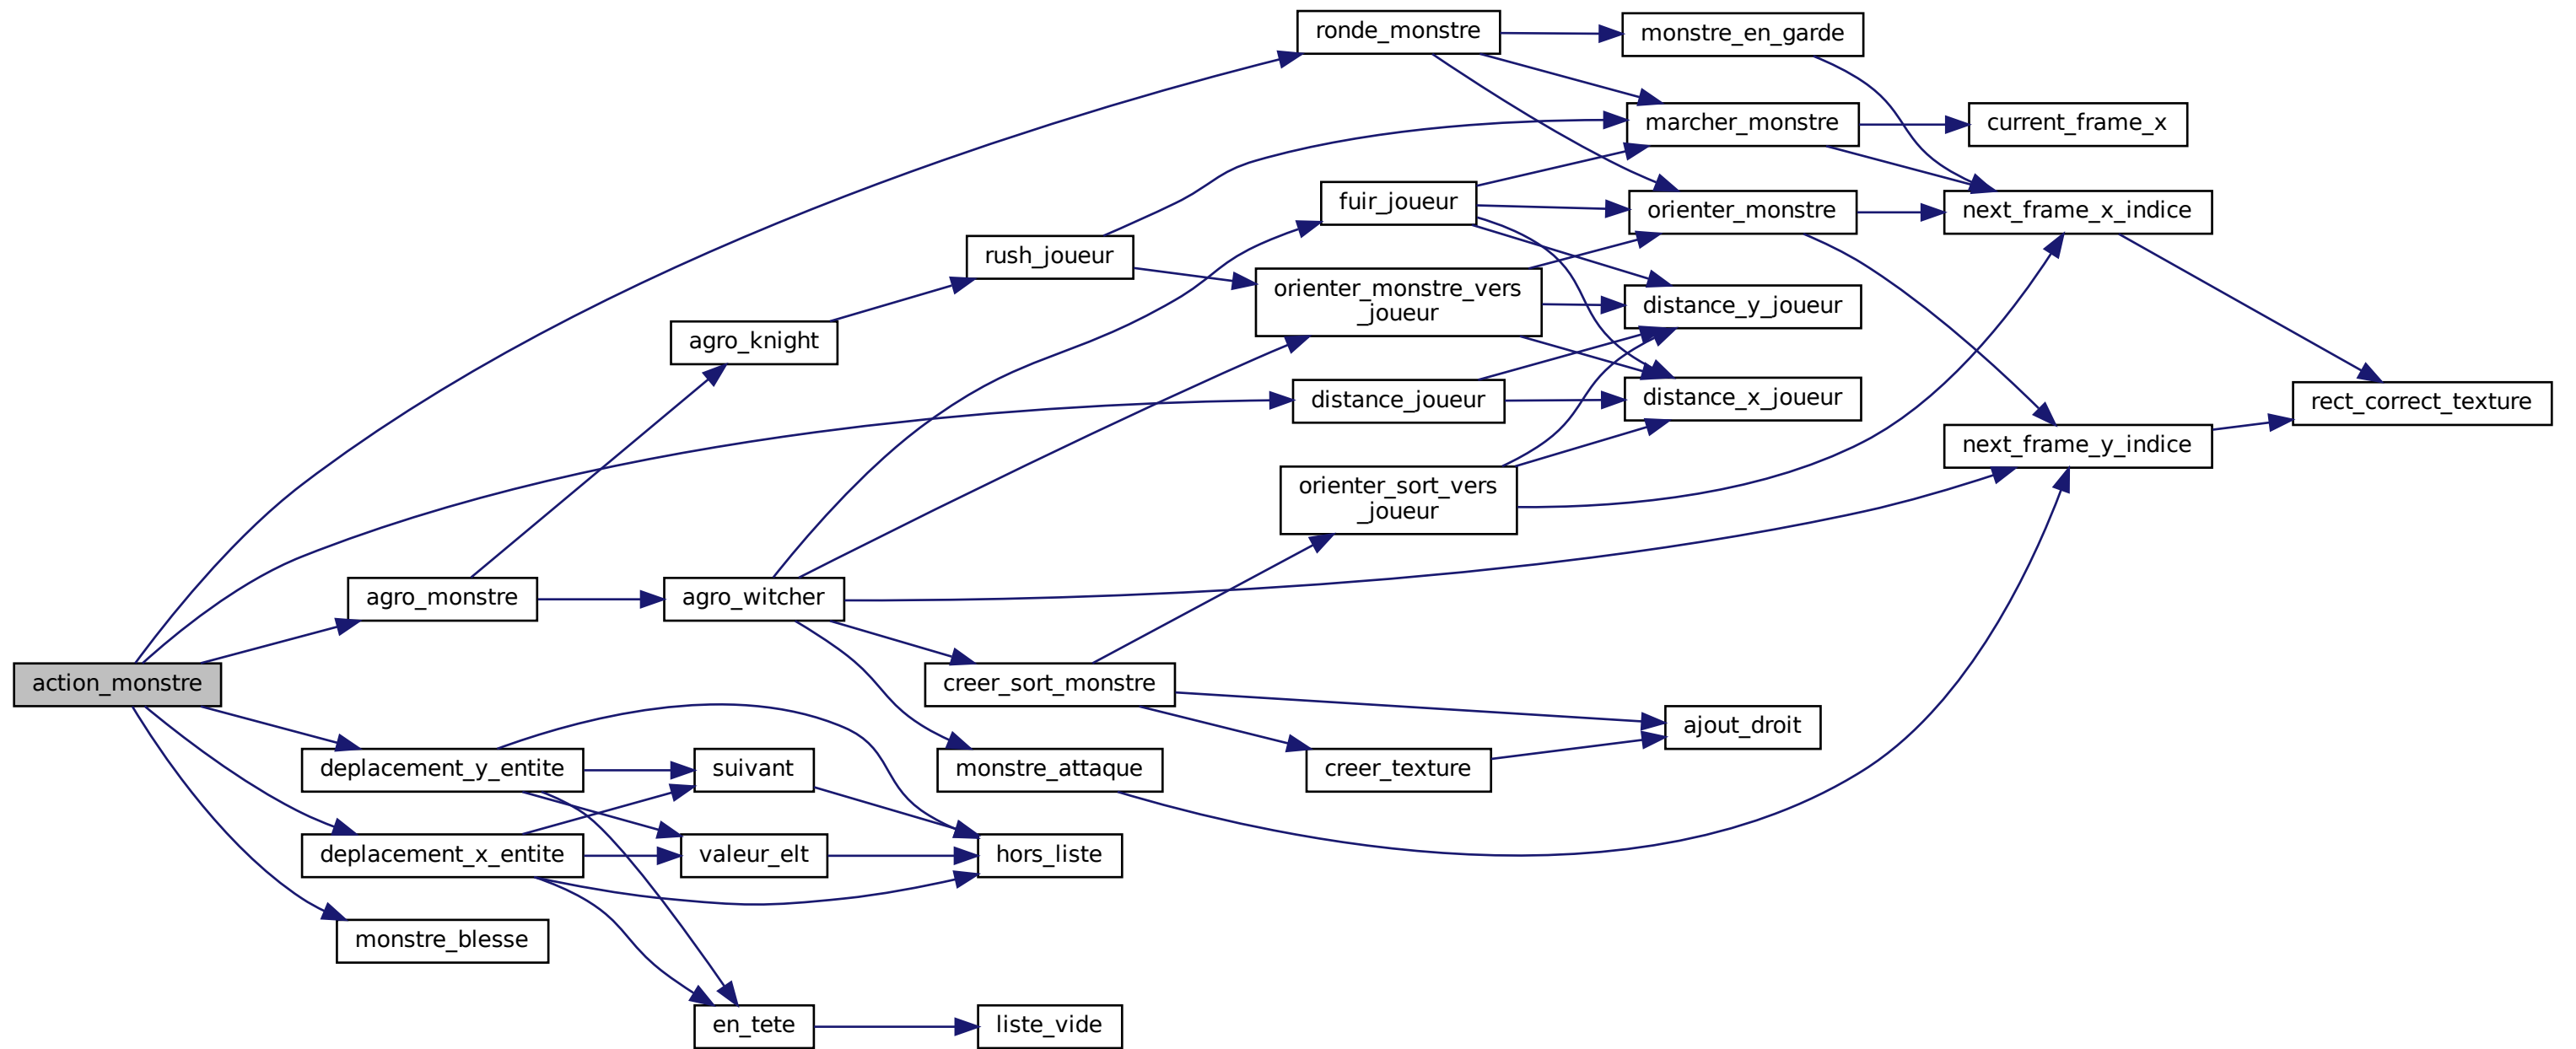 ronde_monstre
monstre_en_garde
marcher_monstre
current_frame_x
fuir_joueur
orienter_monstre
next_frame_x_indice
rush_joueur
orienter_monstre_vers
_joueur
distance_y_joueur
agro_knight
distance_joueur
distance_x_joueur
rect_correct_texture
next_frame_y_indice
orienter_sort_vers
_joueur
agro_monstre
agro_witcher
action_monstre
creer_sort_monstre
ajout_droit
deplacement_y_entite
suivant
monstre_attaque
creer_texture
deplacement_x_entite
valeur_elt
hors_liste
monstre_blesse
en_tete
liste_vide